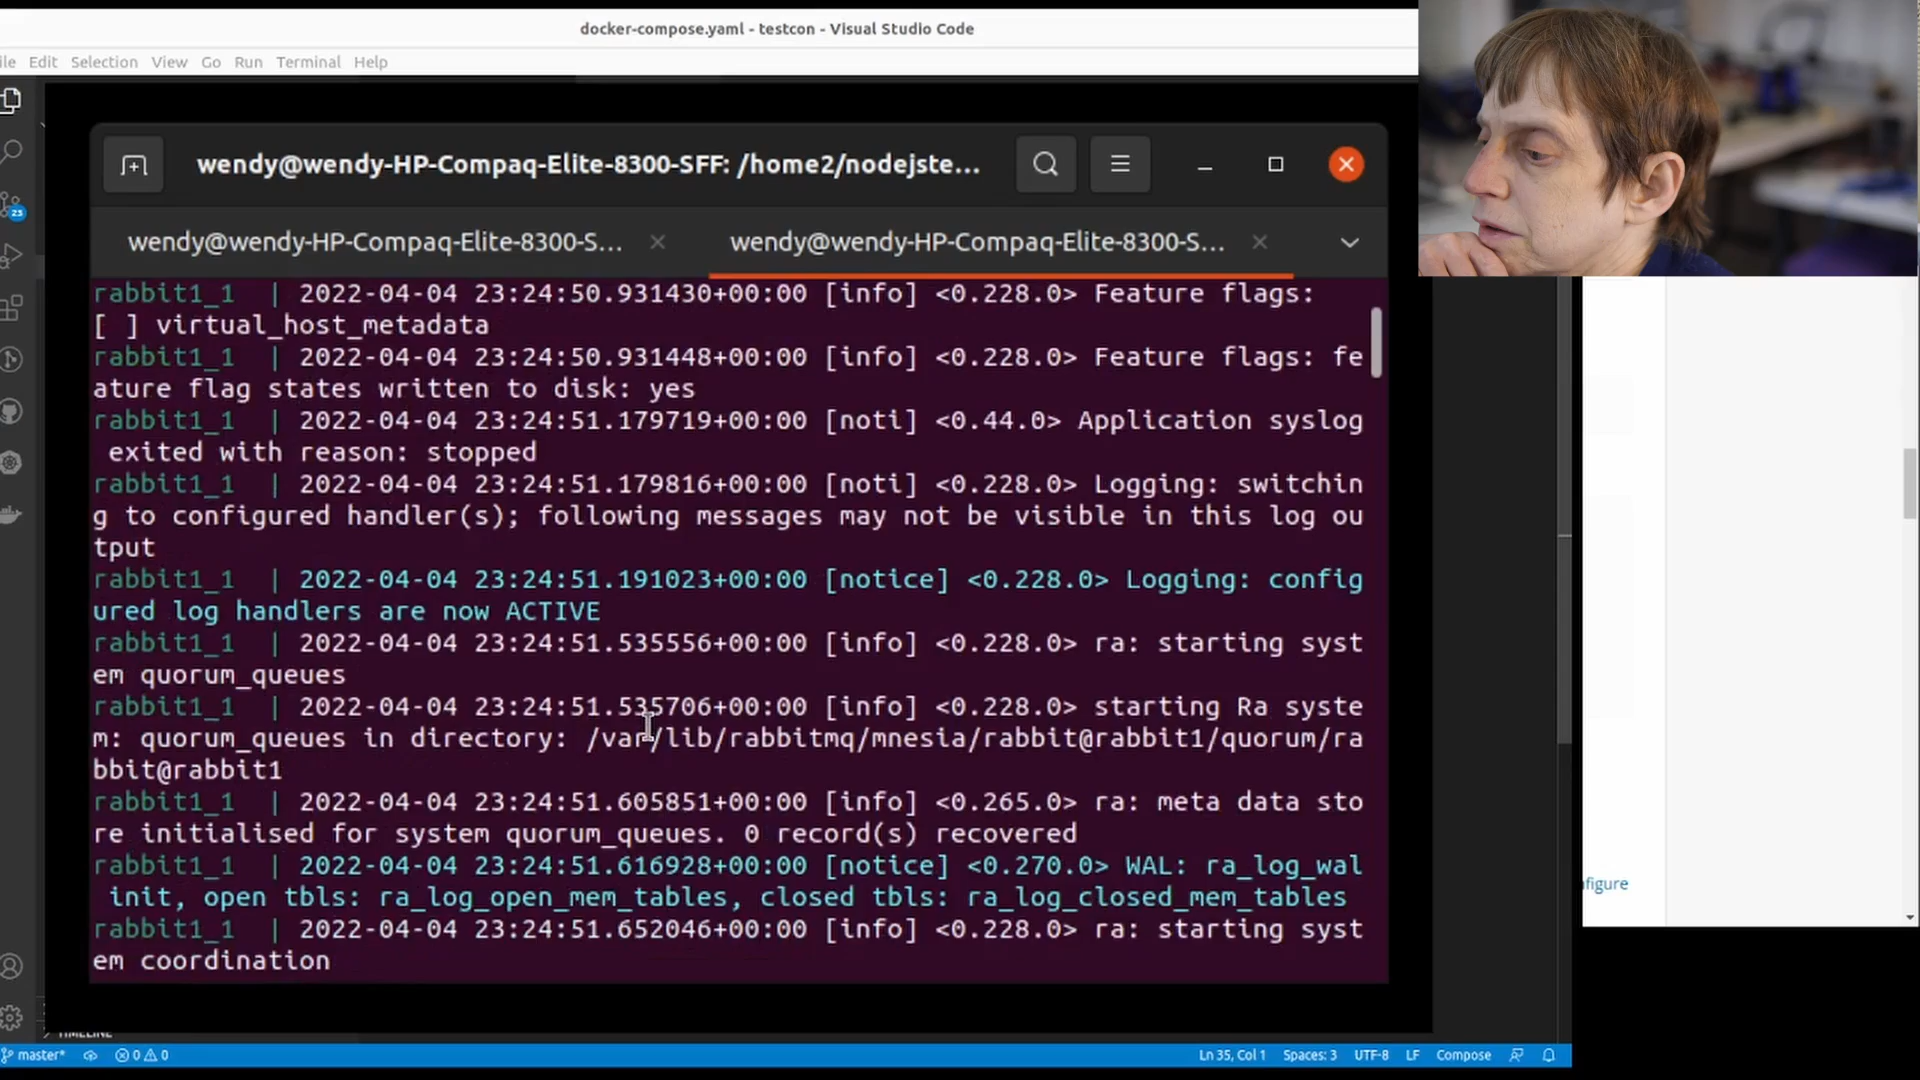 docker-compose.yaml - testcon - Visual Studio Code
ile Edit Selection View Go Run Terminal Help
23
wendy@wendy-HP-Compaq-Elite-8300-SFF: /home2/nodejste...
wendy@wendy-HP-Compaq-Elite-8300-S...
wendy@wendy-HP-Compaq-Elite-8300-S...
rabbit1_1 | 2022-04-04 23:24:50.931430+00:00 [info] <0.228.0> Feature flags:
[ ] virtual_host_metadata
rabbit1_1 | 2022-04-04 23:24:50.931448+00:00 [info] <0.228.0> Feature flags: fe
ature flag states written to disk: yes
rabbit1_1 | 2022-04-04 23:24:51.179719+00:00 [noti] <0.44.0> Application syslog
exited with reason: stopped
rabbit1_1 | 2022-04-04 23:24:51.179816+00:00 [noti] <0.228.0> Logging: switchin
g to configured handler(s); following messages may not be visible in this log ou
tput
rabbit1_1 | 2022-04-04 23:24:51.191023+00:00 [notice] <0.228.0> Logging: config
ured log handlers are now ACTIVE
rabbit1_1 | 2022-04-04 23:24:51.535556+00:00 [info] <0.228.0> ra: starting syst
em quorum_queues
rabbit1_1 | 2022-04-04 23:24:51.535706+00:00 [info] <0.228.0> starting Ra syste
m: quorum_queues in directory: /var/lib/rabbitmq/mnesia/rabbit@rabbit1/quorum/ra
bbit@rabbit1
rabbit1_1 | 2022-04-04 23:24:51.605851+00:00 [info] <0.265.0> ra: meta data sto
re initialised for system quorum_queues. 0 record(s) recovered
rabbit1_1 | 2022-04-04 23:24:51.616928+00:00 [notice] <0.270.0> WAL: ra_log_wal
init, open tbls: ra_log_open_mem_tables, closed tbls: ra_log_closed_mem_tables
rabbit1_1 | 2022-04-04 23:24:51.652046+00:00 [info] <0.228.0> ra: starting syst
em coordination
figure
TIMELINE
master* 0 0 Ln 35, Col 1 Spaces: 3 UTF-8 LF Compose